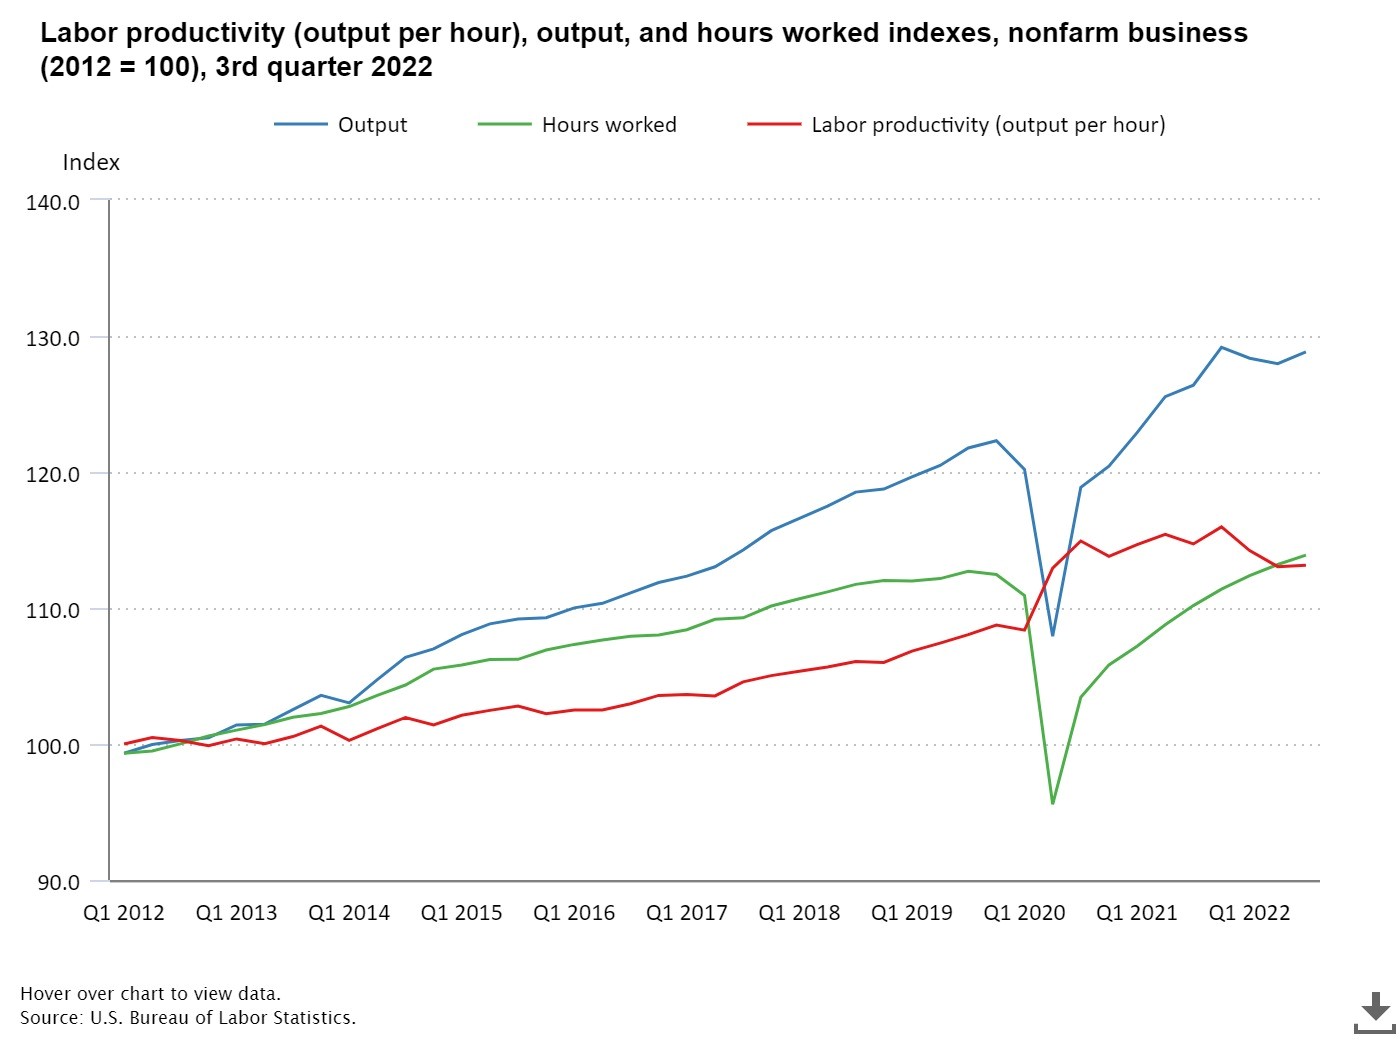 Labor productivity (output per hour), output, and hours worked indexes, nonfarm business
(2012 = 100), 3rd quarter 2022
Output Hours worked Labor productivity (output per hour)
Index
140.0
130.0
120.0
110.0
100.0
90.0
Q1 2012 Q1 2013 Q1 2014 Q1 2015 Q1 2016 Q1 2017 Q1 2018 Q1 2019 Q1 2020 Q1 2021 Q1 2022
Hover over chart to view data.
Source: U.S. Bureau of Labor Statistics.